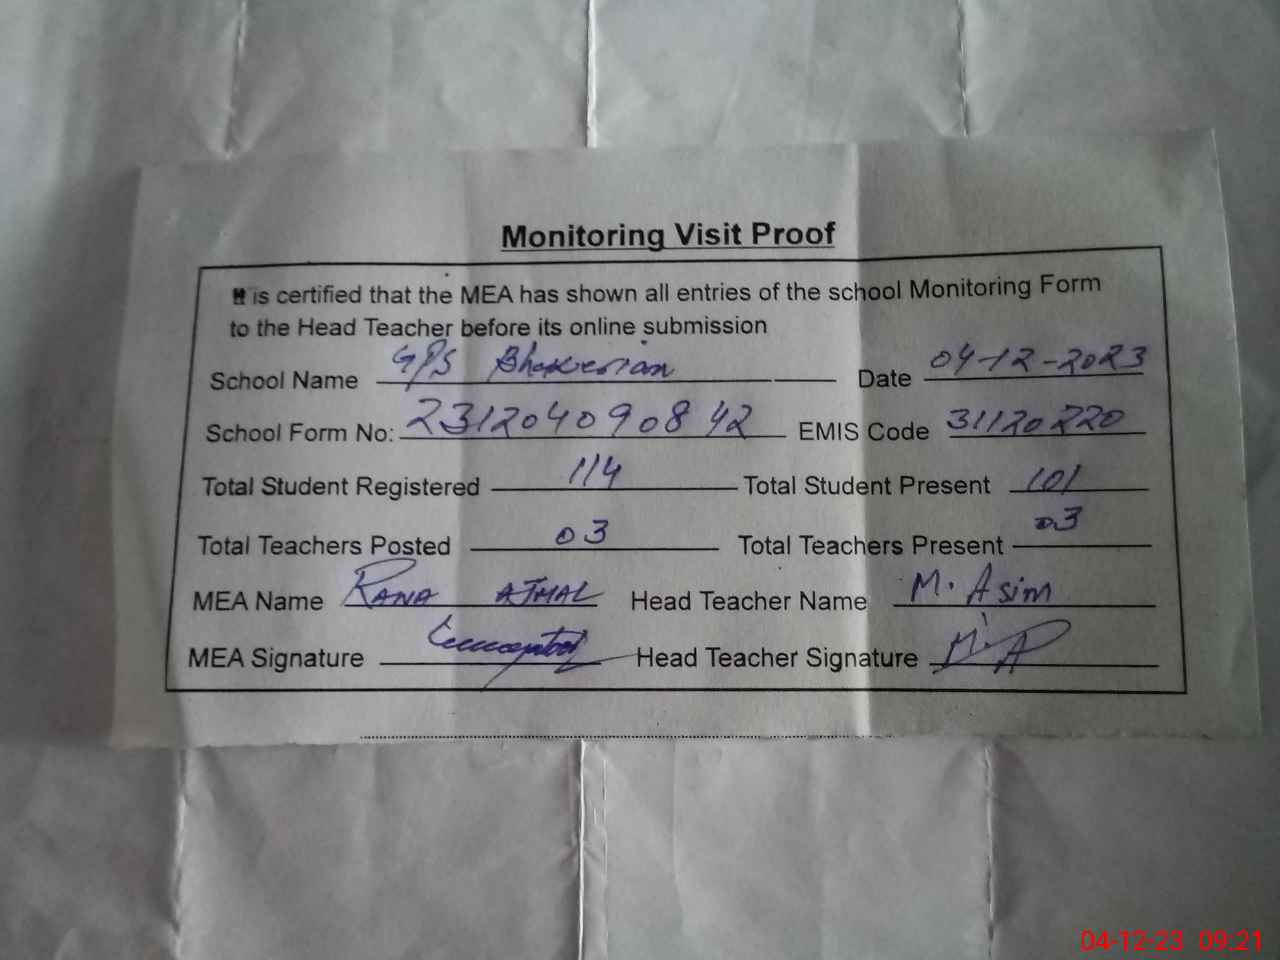 Monitoring Visit Proof
It is certified that the MEA has shown all entries of the school Monitoring Form
to the Head Teacher before its online submission
School Name GPS Date 04-12-2023
School Form No: 2312040908 42 EMIS Code 31120220
Total Student Registered 114 Total Student Present 101
Total Teachers Posted 03 Total Teachers Present 03
MEA Name RANA AJMAL Head Teacher Name M. Asim
MEA Signature Head Teacher Signature M.A
04-12-23 09:21